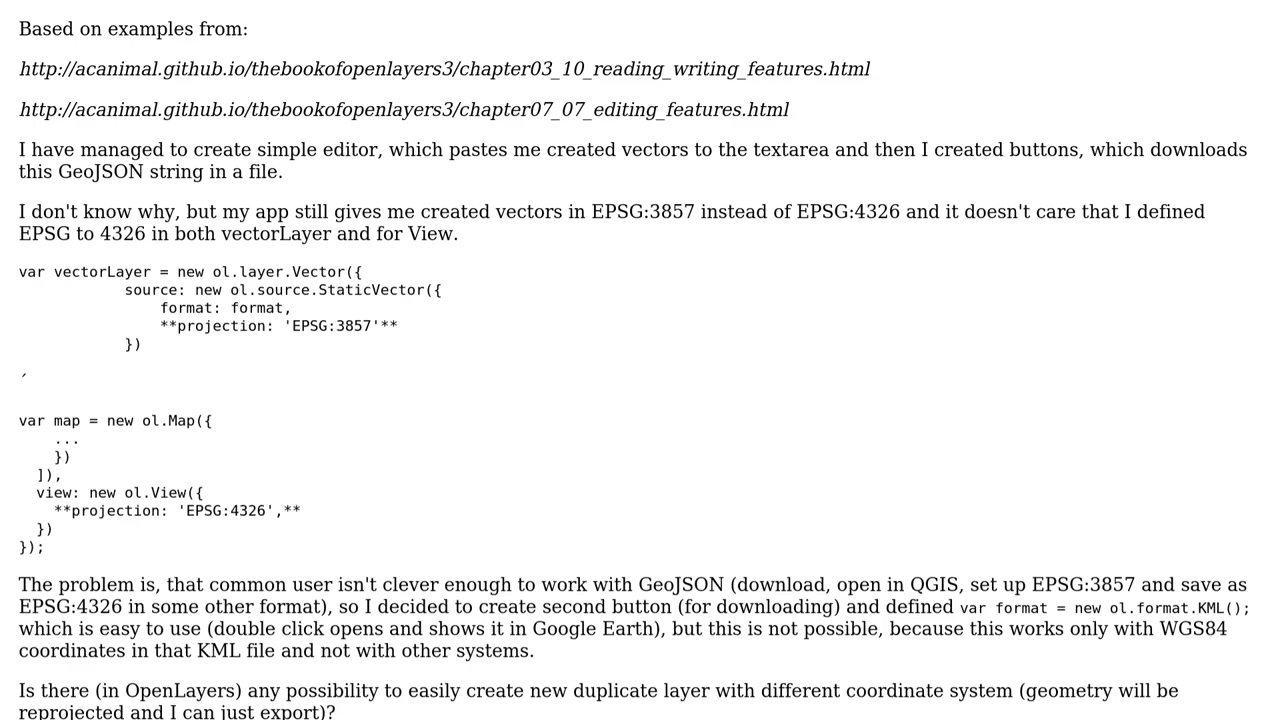 Based on examples from:
http://acanimal.github.io/thebookofopenlayers3/chapter03_10_reading_writing_features.html
http://acanimal.github.io/thebookofopenlayers3/chapter07_07_editing_features.html
I have managed to create simple editor, which pastes me created vectors to the textarea and then I created buttons, which downloads
this GeoJSON string in a file.
I don't know why, but my app still gives me created vectors in EPSG:3857 instead of EPSG:4326 and it doesn't care that I defined
EPSG to 4326 in both vectorLayer and for View.
var vectorLayer = new ol.layer.Vector({
            source: new ol.source.StaticVector({
                format: format,
                **projection: 'EPSG:3857'**
            })
´
var map = new ol.Map({
    ...
    })
  ]),
  view: new ol.View({
    **projection: 'EPSG:4326',**
  })
});
The problem is, that common user isn't clever enough to work with GeoJSON (download, open in QGIS, set up EPSG:3857 and save as
EPSG:4326 in some other format), so I decided to create second button (for downloading) and defined var format = new ol.format.KML();
which is easy to use (double click opens and shows it in Google Earth), but this is not possible, because this works only with WGS84
coordinates in that KML file and not with other systems.
Is there (in OpenLayers) any possibility to easily create new duplicate layer with different coordinate system (geometry will be
reprojected and I can just export)?